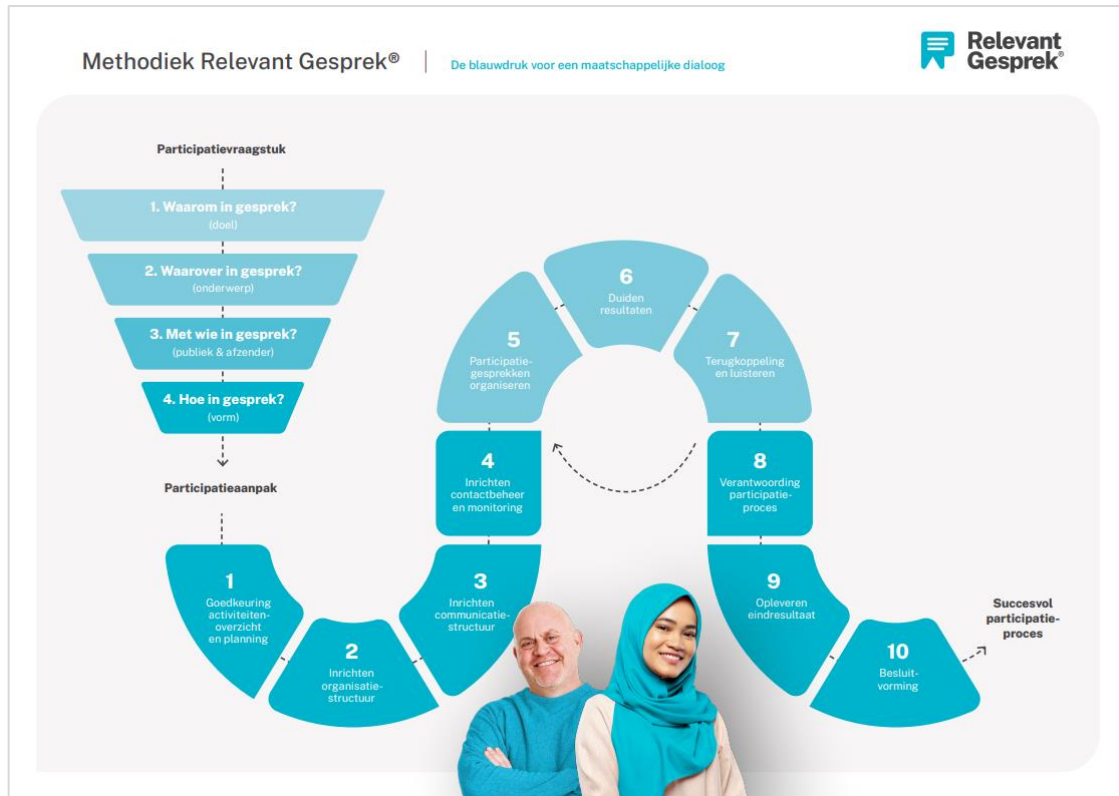 Methodiek Relevant Gesprek®
De blauwdruk voor een maatschappelijke dialoog
Relevant
Gesprek®
Participatievraagstuk
1. Waarom in gesprek?
(doel)
2. Waarover in gesprek?
(onderwerp)
3. Met wie in gesprek?
(publiek & afzender)
4. Hoe in gesprek?
(vorm)
Participatieaanpak
1
Goedkeuring
activiteiten-
overzicht
en planning
2
Inrichten
organisatie-
structuur
3
Inrichten
communicatie-
structuur
4
Inrichten
contactbeheer
en monitoring
5
Participatie-
gesprekken
organiseren
6
Duiden
resultaten
7
Terugkoppeling
en luisteren
8
Verantwoording
participatie-
proces
9
Opleveren
eindresultaat
10
Besluit-
vorming
Succesvol
participatie-
proces